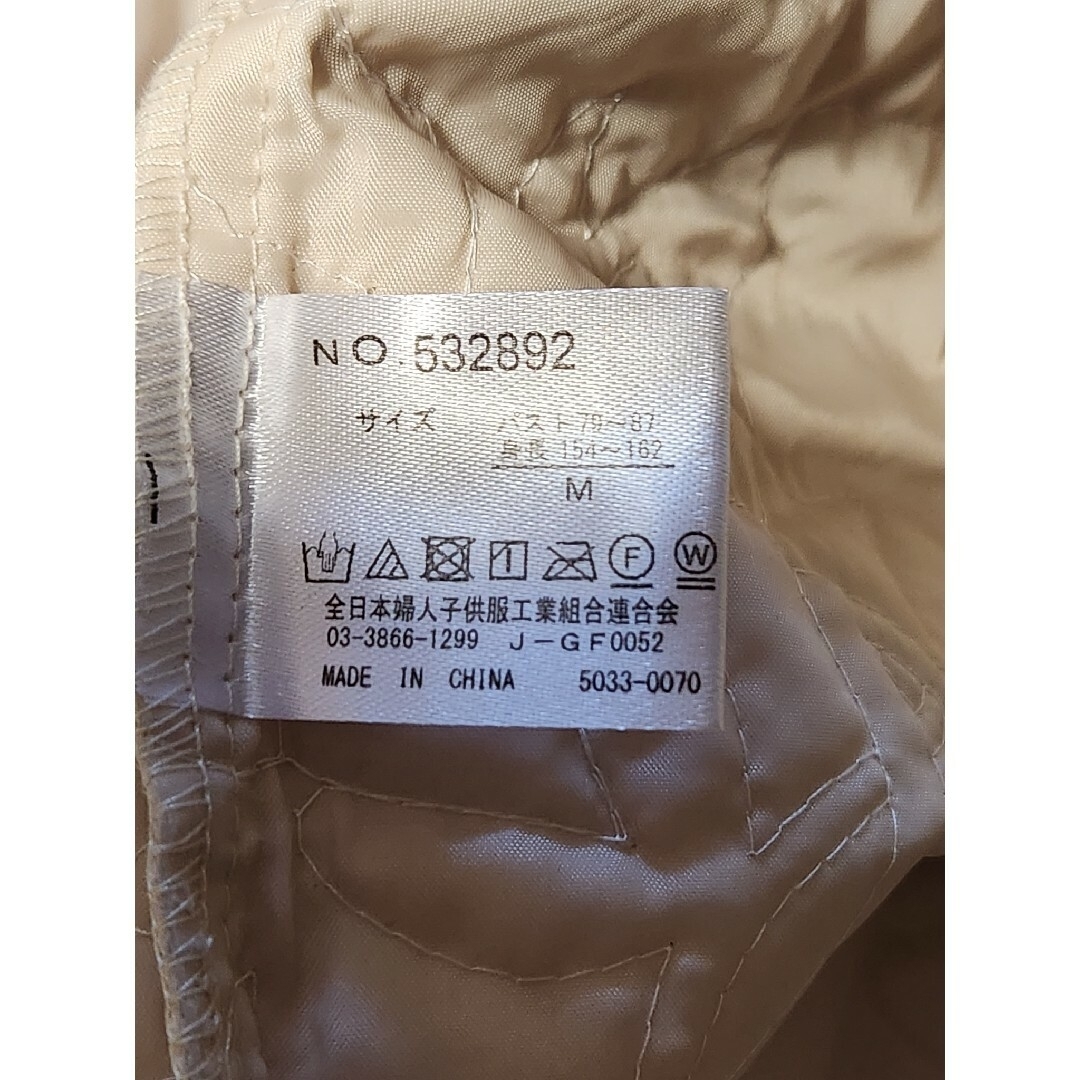 NO. 532892
サイズ バスト79～87
身長 154～162
M
F W
全日本婦人子供服工業組合連合会
03-3866-1299 J－GF0052
MADE IN CHINA 5033-0070